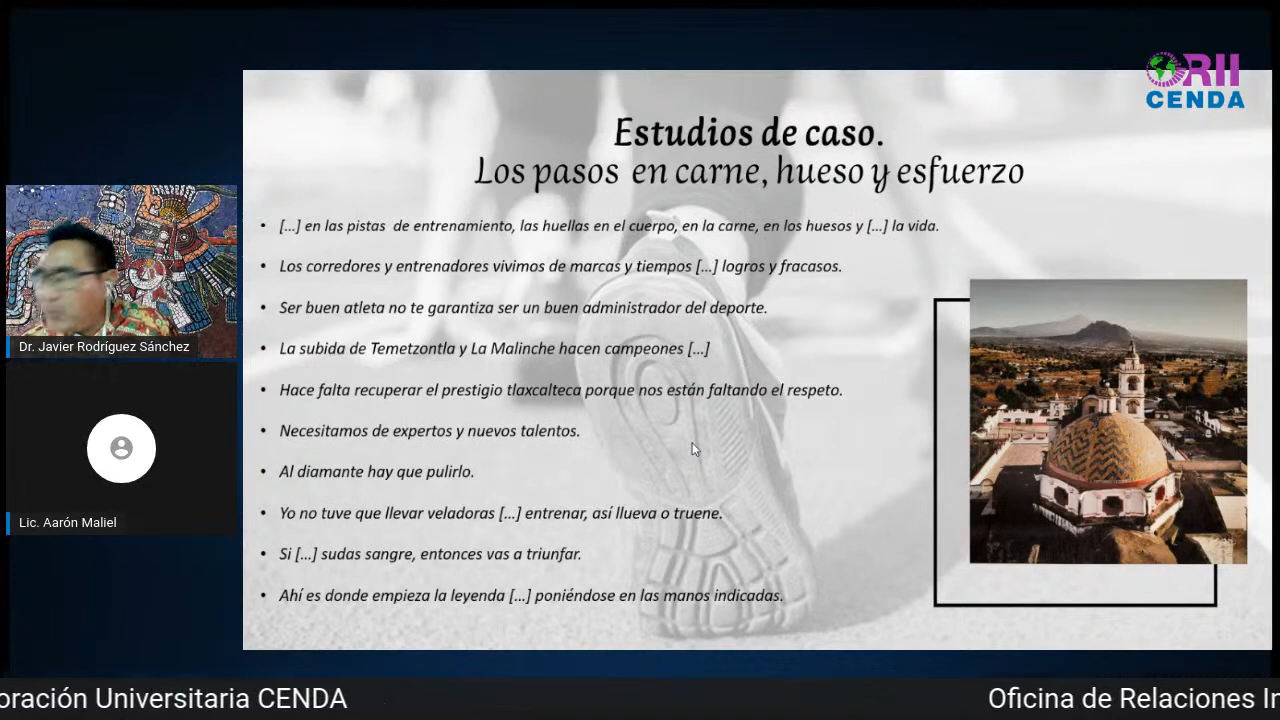 ORII
CENDA
Estudios de caso.
Los pasos en carne, hueso y esfuerzo
• [...] en las pistas de entrenamiento, las huellas en el cuerpo, en la carne, en los huesos y [...] la vida.
• Los corredores y entrenadores vivimos de marcas y tiempos [...] logros y fracasos.
• Ser buen atleta no te garantiza ser un buen administrador del deporte.
• La subida de Temetzontla y La Malinche hacen campeones [...]
• Hace falta recuperar el prestigio tlaxcalteca porque nos están faltando el respeto.
• Necesitamos de expertos y nuevos talentos.
• Al diamante hay que pulirlo.
• Yo no tuve que llevar veladoras [...] entrenar, así llueva o truene.
• Si [...] sudas sangre, entonces vas a triunfar.
• Ahí es donde empieza la leyenda [...] poniéndose en las manos indicadas.
Dr. Javier Rodríguez Sánchez
Lic. Aarón Maliel
oración Universitaria CENDA
Oficina de Relaciones In